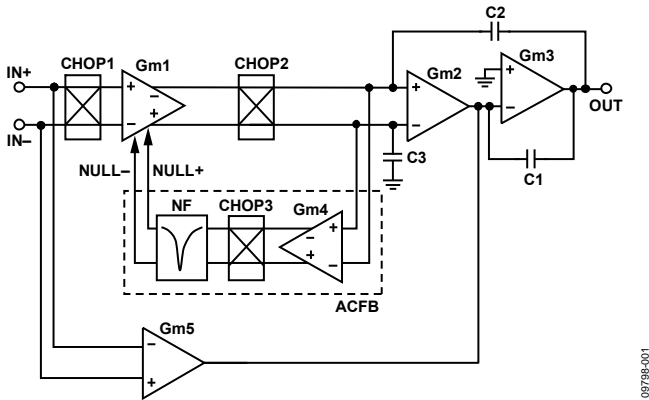 C2
CHOP1
Gm1
CHOP2
Gm2
Gm3
IN+
+
−
−
+
+
−
+
−
OUT
IN−
C3
C1
NULL−
NULL+
NF
CHOP3
Gm4
−
+
+
−
ACFB
Gm5
−
+
09798-001